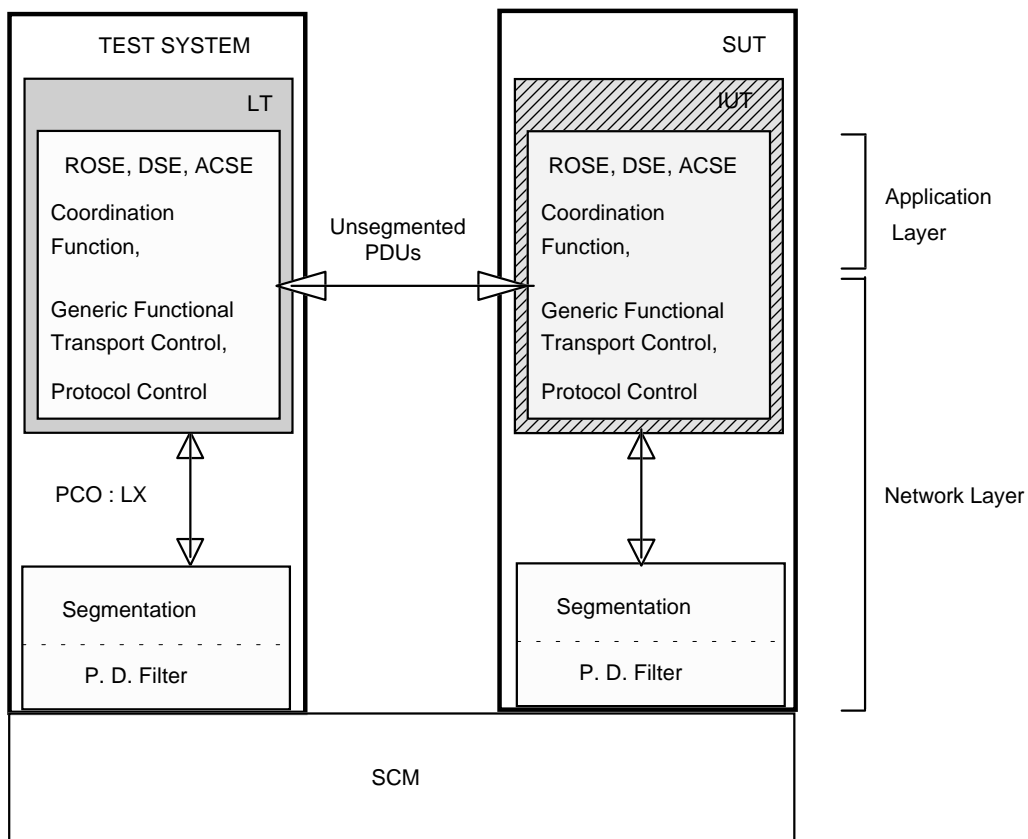 TEST SYSTEM
LT
ROSE, DSE, ACSE
Coordination
Function,
Generic Functional
Transport Control,
Protocol Control
PCO : LX
Segmentation
P. D. Filter
Unsegmented
PDUs
SUT
IUT
ROSE, DSE, ACSE
Coordination
Function,
Generic Functional
Transport Control,
Protocol Control
Segmentation
P. D. Filter
Application
Layer
Network Layer
SCM